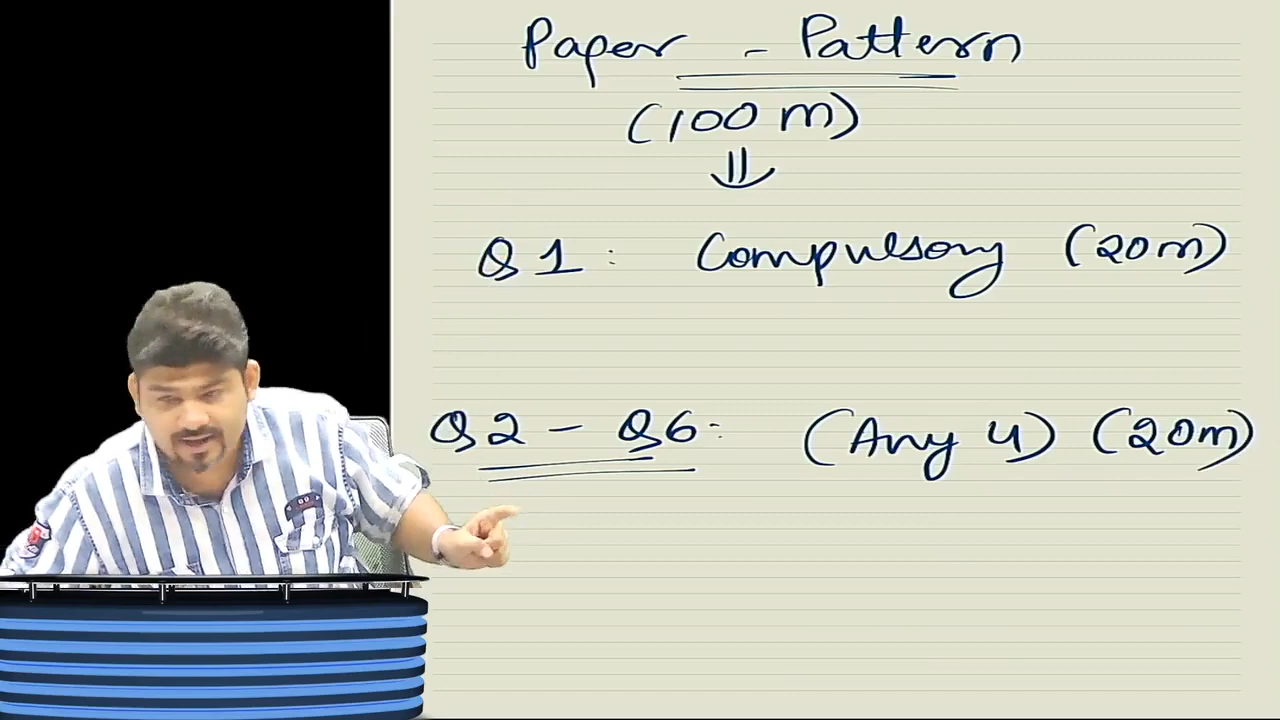 Paper - Pattern
(100 m)
Q1 : Compulsory (20m)
Q2 - Q6 : (Any 4) (20m)